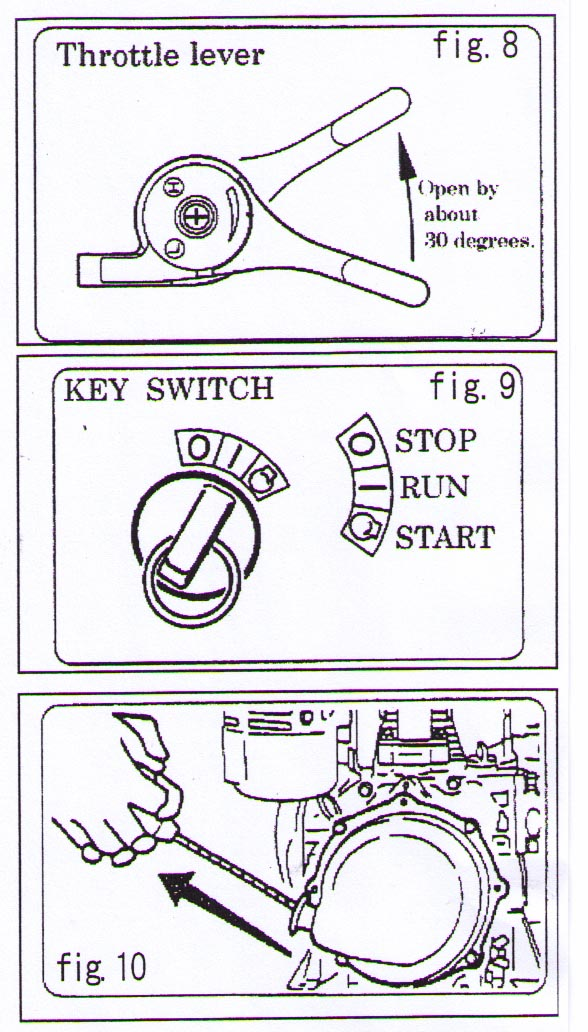 Throttle lever
fig. 8
H
L
Open by
about
30 degrees.
KEY SWITCH
fig. 9
O I
O STOP
I RUN
START
fig. 10